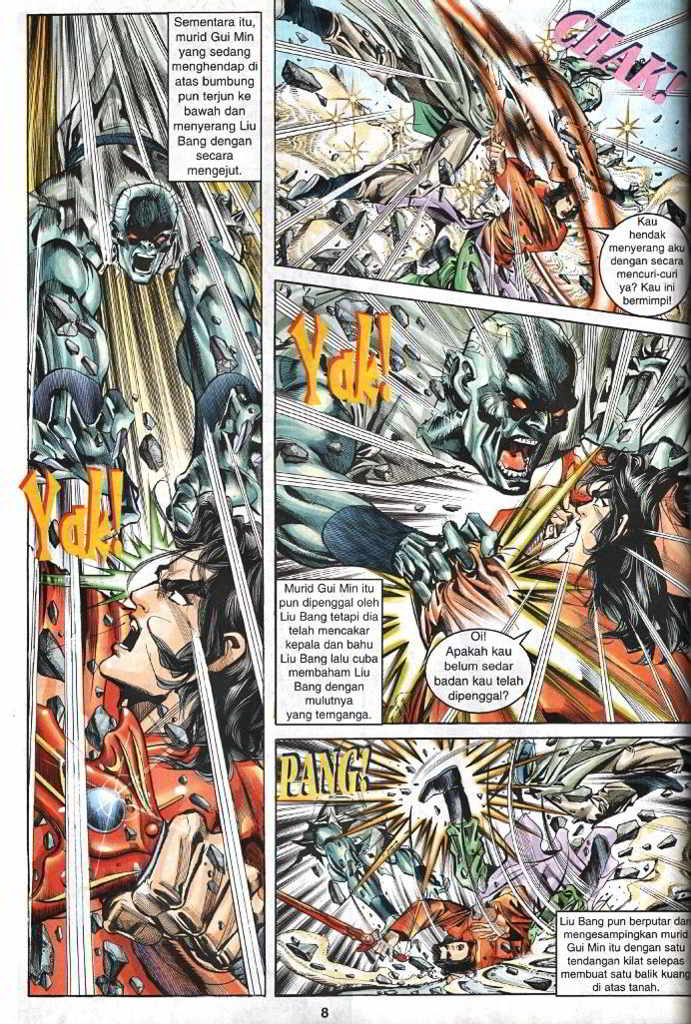 Sementara itu,
murid Gui Min
yang sedang
menghendap di
atas bumbung
pun terjun ke
bawah dan
menyerang Liu
Bang dengan
secara
mengejut.
Yak!
CHAK!
Kau
hendak
menyerang aku
dengan secara
mencuri-curi
ya? Kau ini
bermimpi!
Yak!
Murid Gui Min itu
pun dipenggal oleh
Liu Bang tetapi dia
telah mencakar
kepala dan bahu
Liu Bang lalu cuba
membaham Liu
Bang dengan
mulutnya
yang ternganga.
Oi!
Apakah kau
belum sedar
badan kau telah
dipenggal?
PANG!
Liu Bang pun berputar dan
mengesampingkan murid
Gui Min itu dengan satu
tendangan kilat selepas
membuat satu balik kuang
di atas tanah.
8